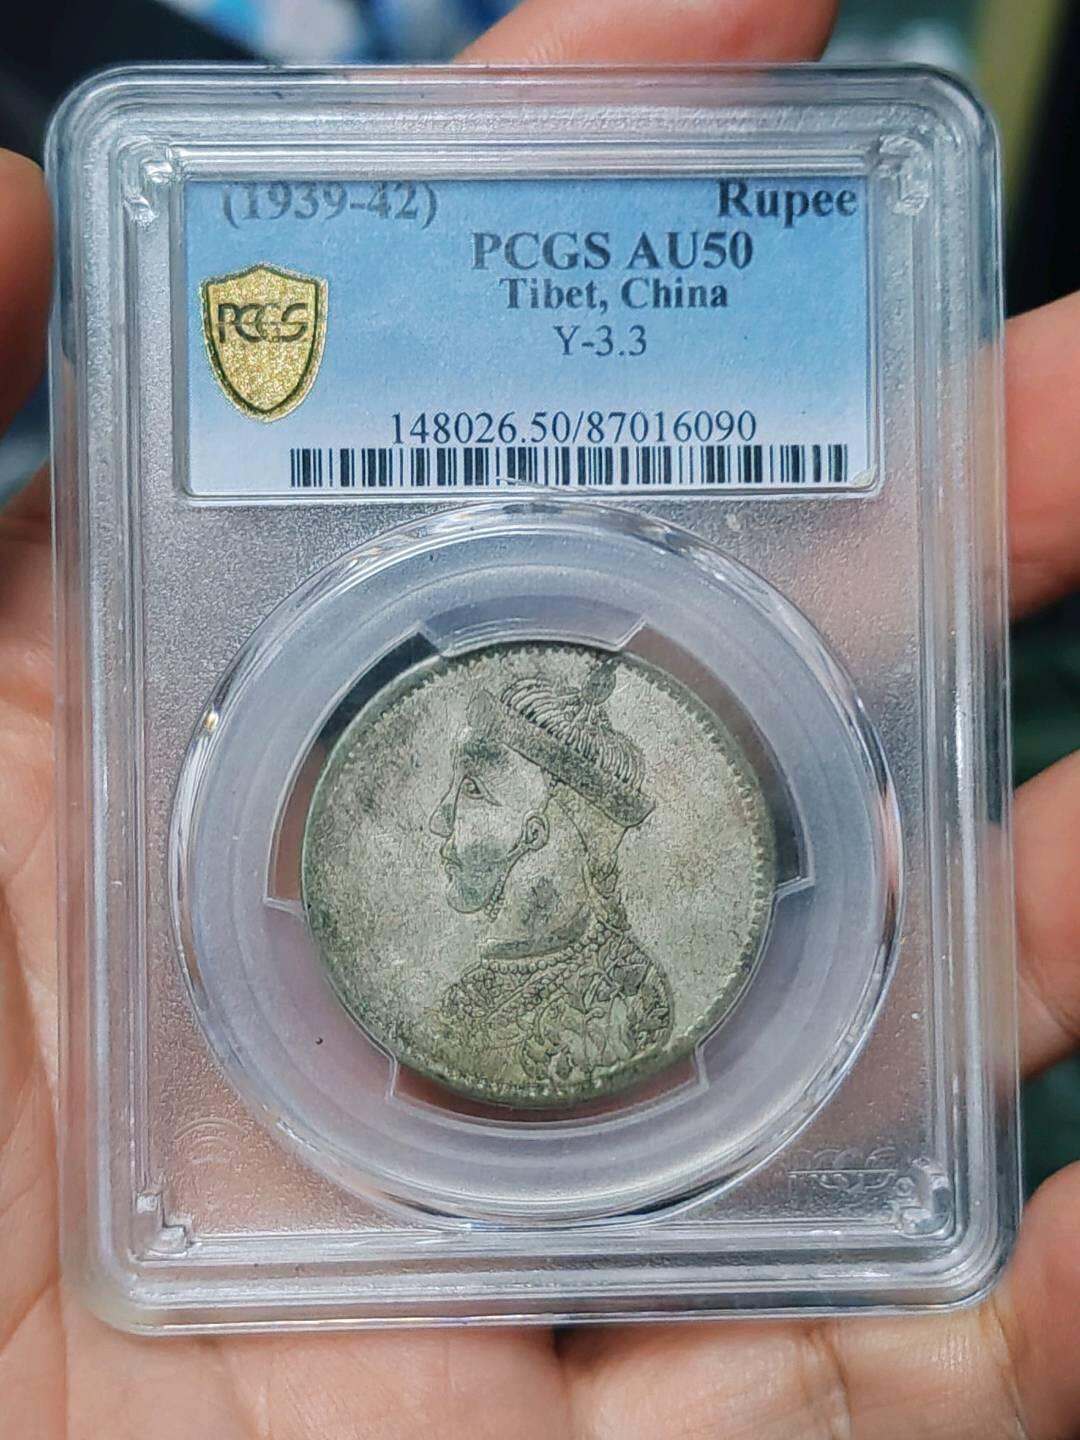 (1939-42) Rupee
PCGS AU50
Tibet, China
Y-3.3
PCGS
148026.50/87016090